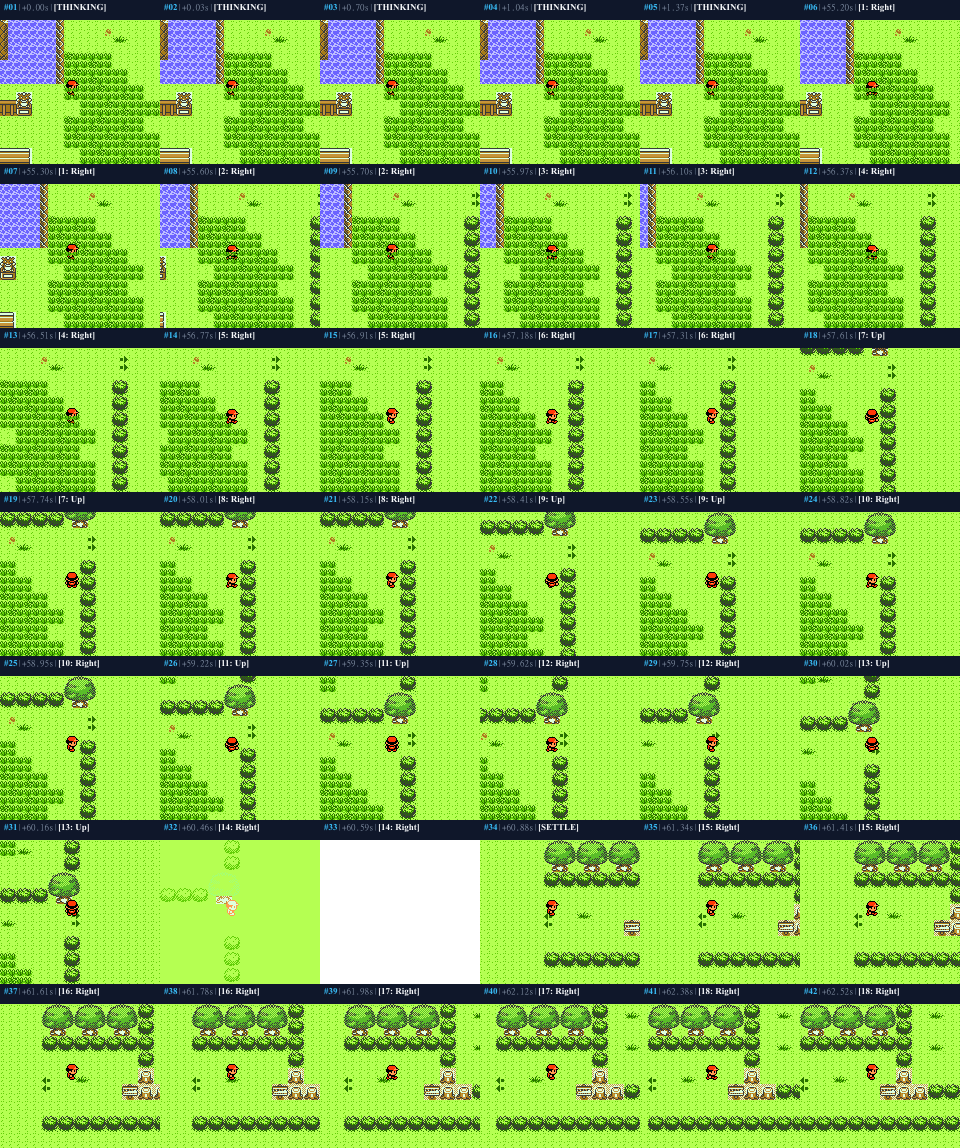 #01|+0.00s|[THINKING] #02|+0.03s|[THINKING] #03|+0.70s|[THINKING] #04|+1.04s|[THINKING] #05|+1.37s|[THINKING] #06|+55.20s|[1: Right]
#07|+55.30s|[1: Right] #08|+55.60s|[2: Right] #09|+55.70s|[2: Right] #10|+55.97s|[3: Right] #11|+56.10s|[3: Right] #12|+56.37s|[4: Right]
#13|+56.51s|[4: Right] #14|+56.77s|[5: Right] #15|+56.91s|[5: Right] #16|+57.18s|[6: Right] #17|+57.31s|[6: Right] #18|+57.61s|[7: Up]
#19|+57.74s|[7: Up] #20|+58.01s|[8: Right] #21|+58.15s|[8: Right] #22|+58.41s|[9: Up] #23|+58.55s|[9: Up] #24|+58.82s|[10: Right]
#25|+58.95s|[10: Right] #26|+59.22s|[11: Up] #27|+59.35s|[11: Up] #28|+59.62s|[12: Right] #29|+59.75s|[12: Right] #30|+60.02s|[13: Up]
#31|+60.16s|[13: Up] #32|+60.46s|[14: Right] #33|+60.59s|[14: Right] #34|+60.88s|[SETTLE] #35|+61.34s|[15: Right] #36|+61.41s|[15: Right]
#37|+61.61s|[16: Right] #38|+61.78s|[16: Right] #39|+61.98s|[17: Right] #40|+62.12s|[17: Right] #41|+62.38s|[18: Right] #42|+62.52s|[18: Right]